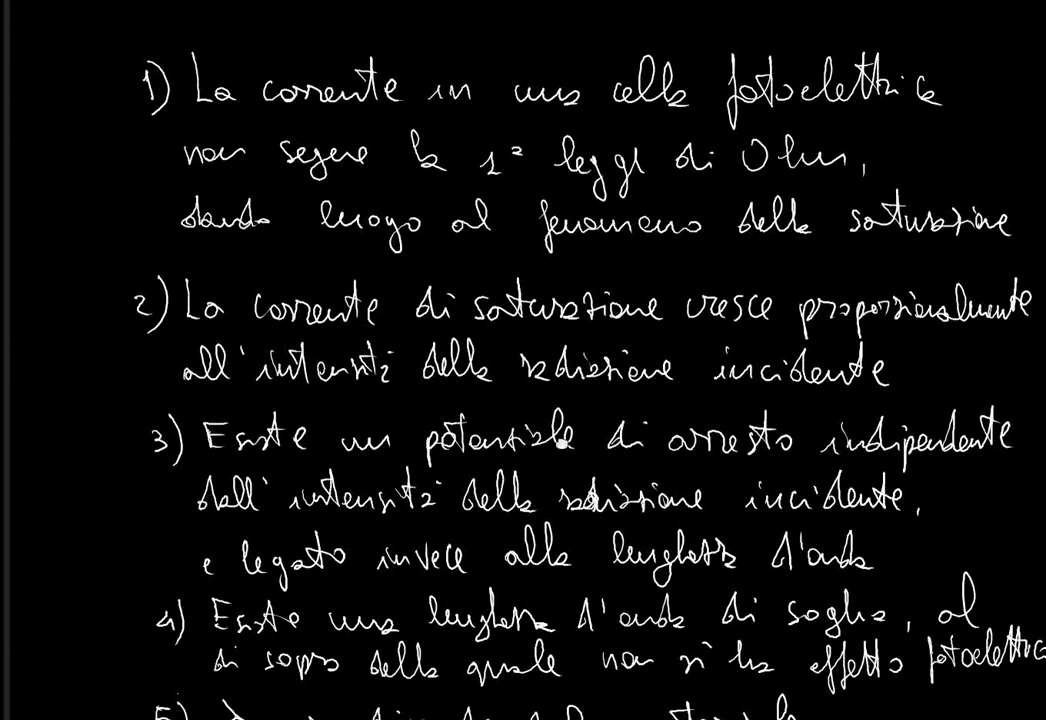 1) La corrente in una cella fotoelettrica
non segue la 1ª legge di Ohm,
dando luogo al fenomeno della saturazione
2) La corrente di saturazione cresce proporzionalmente
all'intensità della radiazione incidente
3) Esiste un potenziale di arresto indipendente
dall'intensità della radiazione incidente,
e legato invece alla lunghezza d'onda
4) Esiste una lunghezza d'onda di soglia, al
di sopra della quale non si ha effetto fotoelettrico
5)